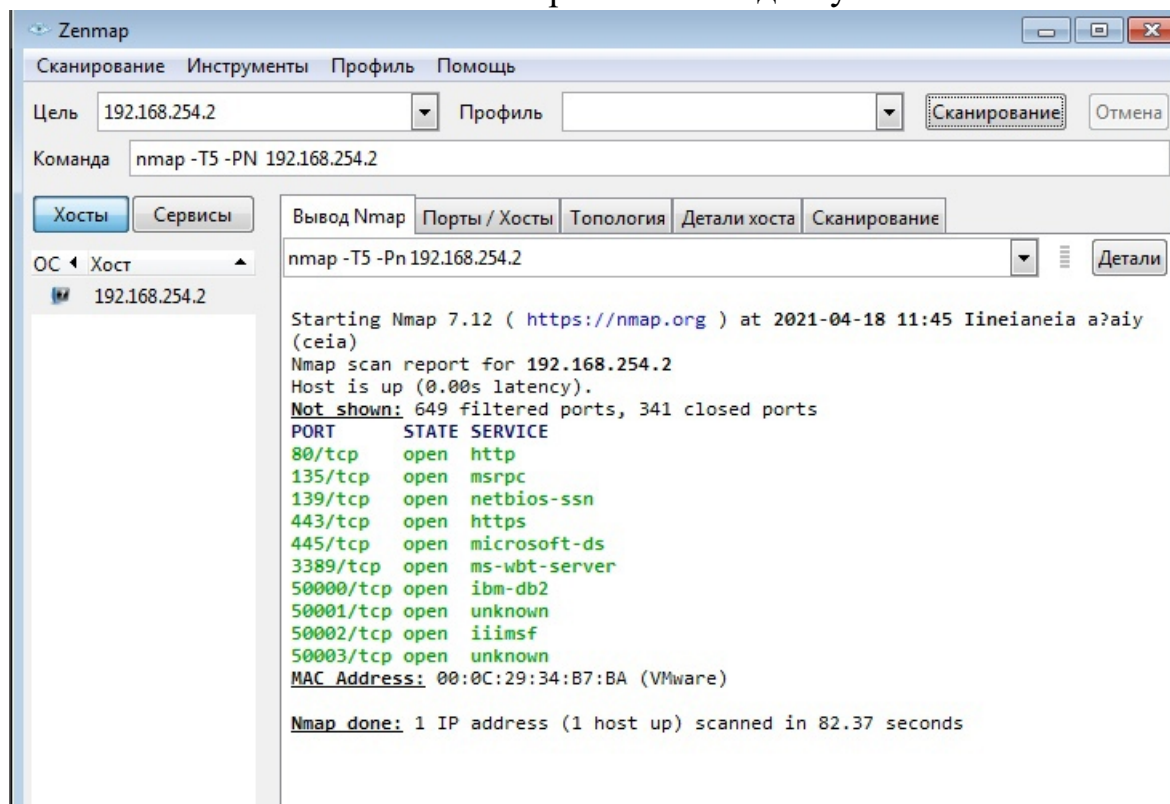 Zenmap
Сканирование Инструменты Профиль Помощь
Цель 192.168.254.2 Профиль Сканирование Отмена
Команда nmap -T5 -PN 192.168.254.2
Хосты Сервисы Вывод Nmap Порты / Хосты Топология Детали хоста Сканирование
ОС Хост nmap -T5 -Pn 192.168.254.2 Детали
192.168.254.2
Starting Nmap 7.12 ( https://nmap.org ) at 2021-04-18 11:45 Iineianeia a?aiy
(ceia)
Nmap scan report for 192.168.254.2
Host is up (0.00s latency).
Not shown: 649 filtered ports, 341 closed ports
PORT STATE SERVICE
80/tcp open http
135/tcp open msrpc
139/tcp open netbios-ssn
443/tcp open https
445/tcp open microsoft-ds
3389/tcp open ms-wbt-server
50000/tcp open ibm-db2
50001/tcp open unknown
50002/tcp open iiimsf
50003/tcp open unknown
MAC Address: 00:0C:29:34:B7:BA (VMware)
Nmap done: 1 IP address (1 host up) scanned in 82.37 seconds